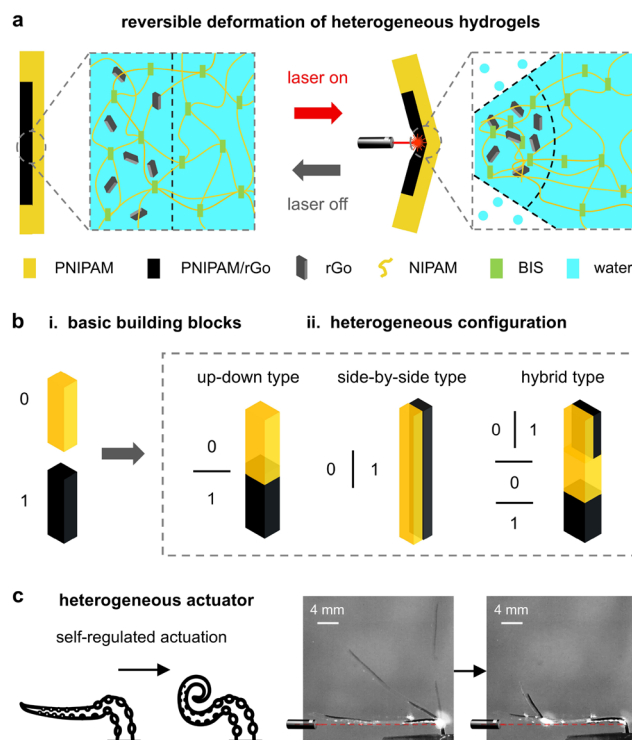 a reversible deformation of heterogeneous hydrogels
laser on
laser off
PNIPAM PNIPAM/rGo rGo NIPAM BIS water
b i. basic building blocks ii. heterogeneous configuration
up-down type side-by-side type hybrid type
0
1
0
1
0 1
0 1
0
1
c heterogeneous actuator
self-regulated actuation
4 mm
4 mm